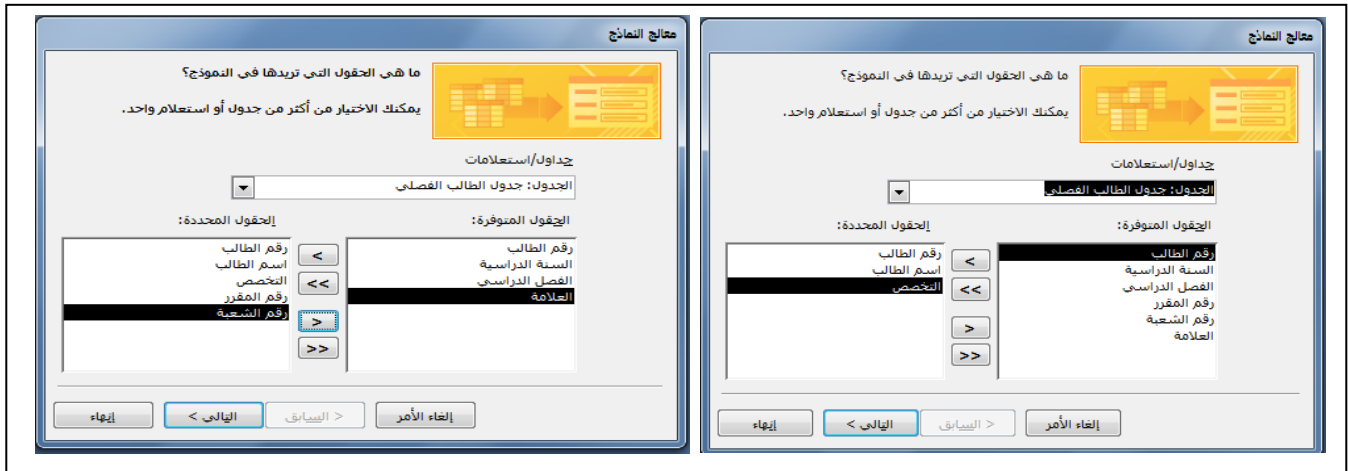 معالج النماذج
ما هي الحقول التي تريدها في النموذج؟
يمكنك الاختيار من أكثر من جدول أو استعلام واحد.
جداول/استعلامات
الجدول: جدول الطالب الفصلي
الحقول المتوفرة:
رقم الطالب
السنة الدراسية
الفصل الدراسي
رقم المقرر
رقم الشعبة
العلامة
>
>>
<
<<
الحقول المحددة:
رقم الطالب
اسم الطالب
التخصص
إلغاء الأمر
< السابق
التالي >
إنهاء
معالج النماذج
ما هي الحقول التي تريدها في النموذج؟
يمكنك الاختيار من أكثر من جدول أو استعلام واحد.
جداول/استعلامات
الجدول: جدول الطالب الفصلي
الحقول المتوفرة:
رقم الطالب
السنة الدراسية
الفصل الدراسي
العلامة
>
>>
<
<<
الحقول المحددة:
رقم الطالب
اسم الطالب
التخصص
رقم المقرر
رقم الشعبة
إلغاء الأمر
< السابق
التالي >
إنهاء